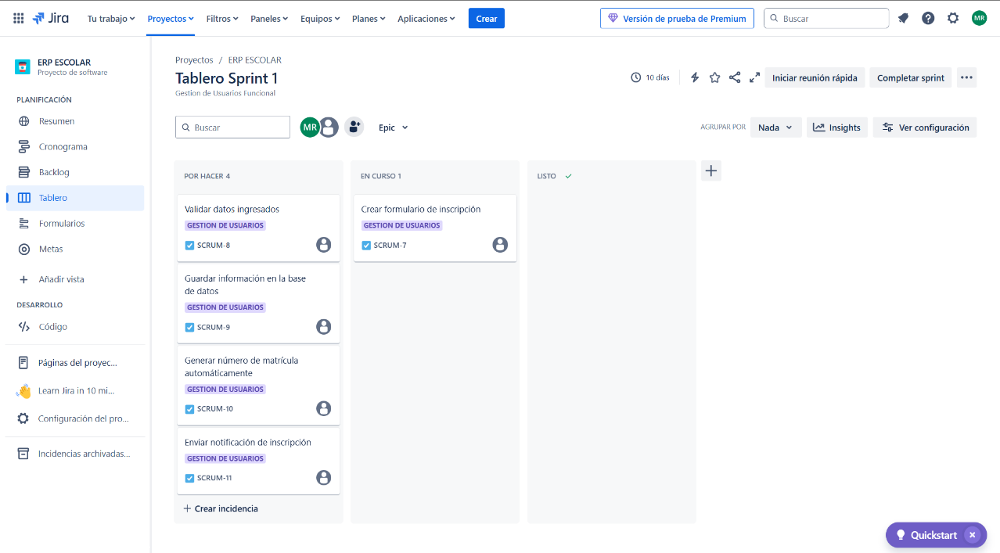 Jira
Tu trabajo
Proyectos
Filtros
Paneles
Equipos
Planes
Aplicaciones
Crear
Versión de prueba de Premium
Buscar
MR
ERP ESCOLAR
Proyecto de software
PLANIFICACIÓN
Resumen
Cronograma
Backlog
Tablero
Formularios
Metas
Añadir vista
DESARROLLO
Código
Páginas del proyec...
Learn Jira in 10 mi...
Configuración del pro...
Incidencias archivadas...
Proyectos / ERP ESCOLAR
Tablero Sprint 1
Gestion de Usuarios Funcional
10 días
Iniciar reunión rápida
Completar sprint
Buscar
MR
Epic
AGRUPAR POR
Nada
Insights
Ver configuración
POR HACER 4
Validar datos ingresados
GESTION DE USUARIOS
SCRUM-8
Guardar información en la base
de datos
GESTION DE USUARIOS
SCRUM-9
Generar número de matrícula
automáticamente
GESTION DE USUARIOS
SCRUM-10
Enviar notificación de inscripción
GESTION DE USUARIOS
SCRUM-11
Crear incidencia
EN CURSO 1
Crear formulario de inscripción
GESTION DE USUARIOS
SCRUM-7
LISTO
Quickstart